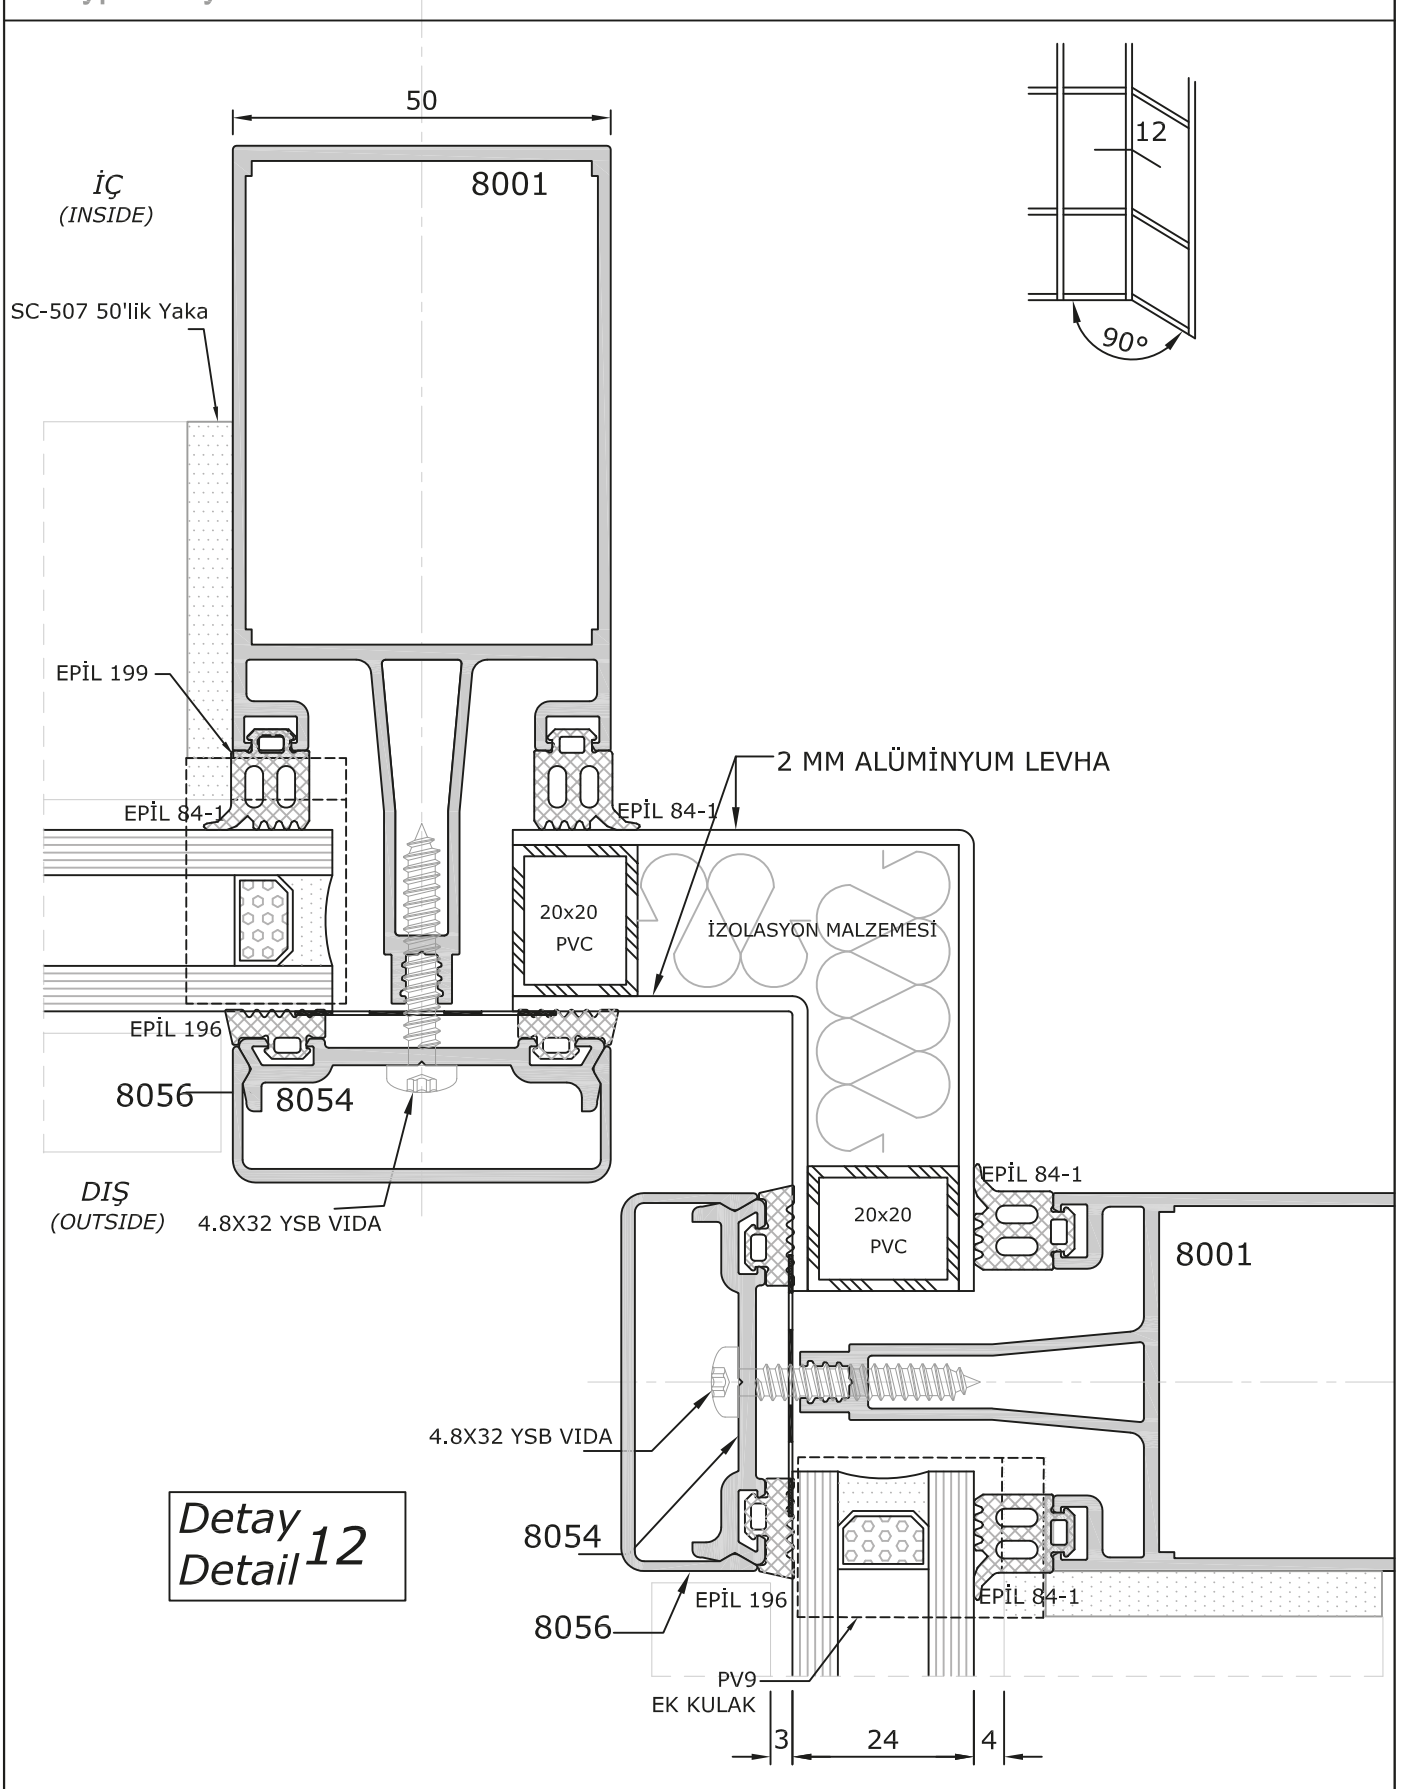 50
8001
12
İÇ
(INSIDE)
SC-507 50'lik Yaka
90°
EPİL 199
2 MM ALÜMİNYUM LEVHA
EPİL 84-1
EPİL 84-1
20x20
PVC
İZOLASYON MALZEMESİ
EPİL 196
8056
8054
DIŞ
(OUTSIDE)
4.8X32 YSB VIDA
EPİL 84-1
20x20
PVC
8001
4.8X32 YSB VIDA
Detay
Detail
12
8054
EPİL 196
EPİL 84-1
8056
PV9
EK KULAK
3
24
4